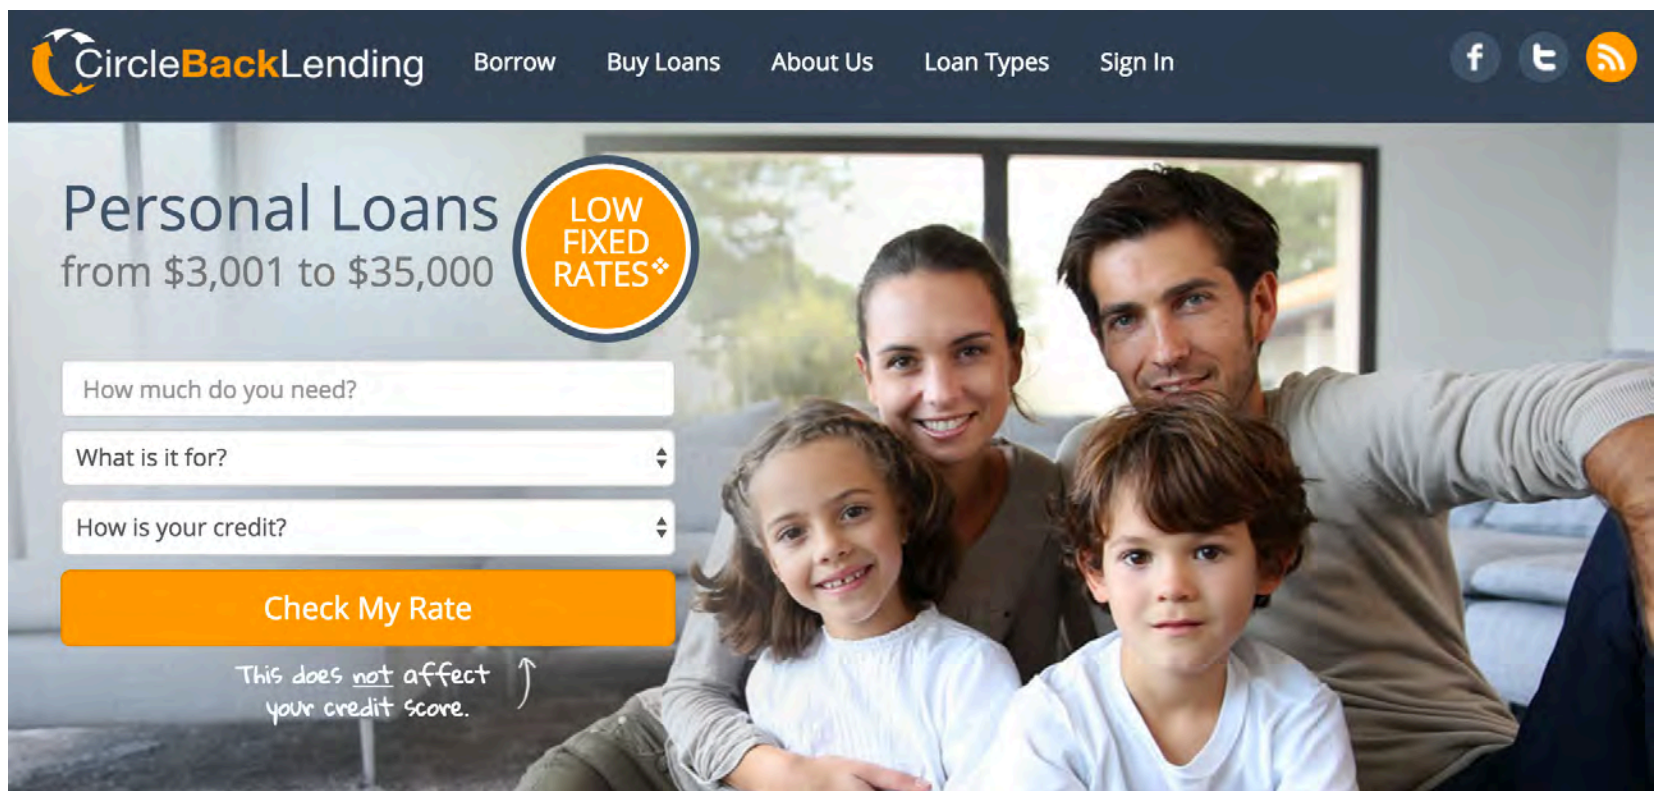 CircleBackLending
Borrow
Buy Loans
About Us
Loan Types
Sign In
Personal Loans
from $3,001 to $35,000
LOW
FIXED
RATES❖
How much do you need?
What is it for?
How is your credit?
Check My Rate
This does not affect
your credit score.